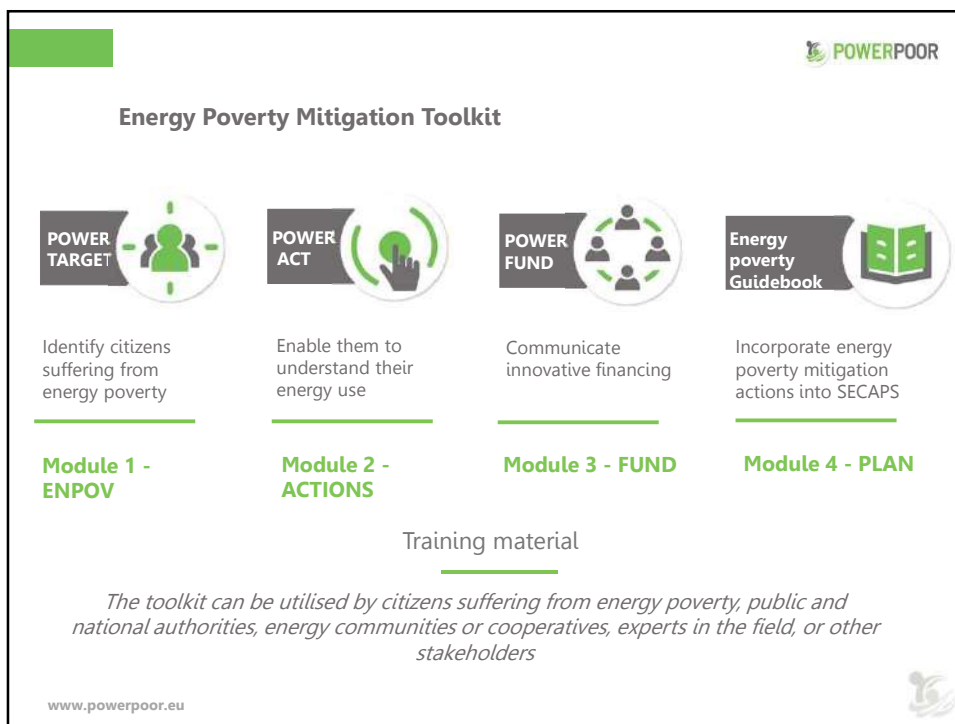 POWERPOOR
Energy Poverty Mitigation Toolkit
POWER
TARGET
POWER
ACT
POWER
FUND
Energy
poverty
Guidebook
Identify citizens
suffering from
energy poverty
Enable them to
understand their
energy use
Communicate
innovative financing
Incorporate energy
poverty mitigation
actions into SECAPS
Module 1 -
ENPOV
Module 2 -
ACTIONS
Module 3 - FUND
Module 4 - PLAN
Training material
The toolkit can be utilised by citizens suffering from energy poverty, public and
national authorities, energy communities or cooperatives, experts in the field, or other
stakeholders
www.powerpoor.eu